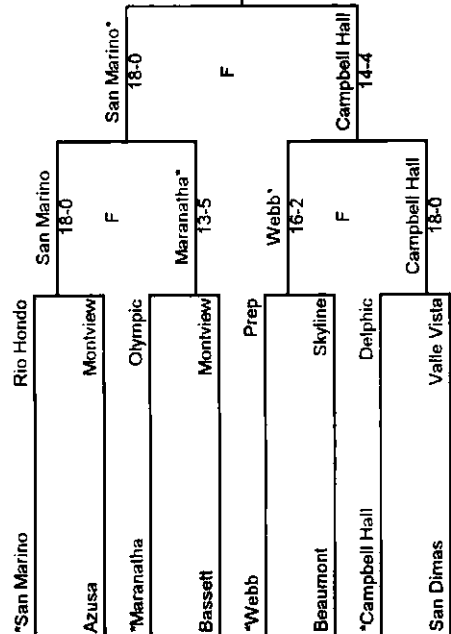 *San Marino Rio Hondo
Azusa Montview
*Maranatha Olympic
Bassett Montview
*Webb Prep
Beaumont Skyline
*Campbell Hall Delphic
San Dimas Valle Vista
San Marino
18-0
F
Maranatha*
13-5
Webb*
16-2
F
Campbell Hall
18-0
San Marino*
18-0
F
Campbell Hall
14-4